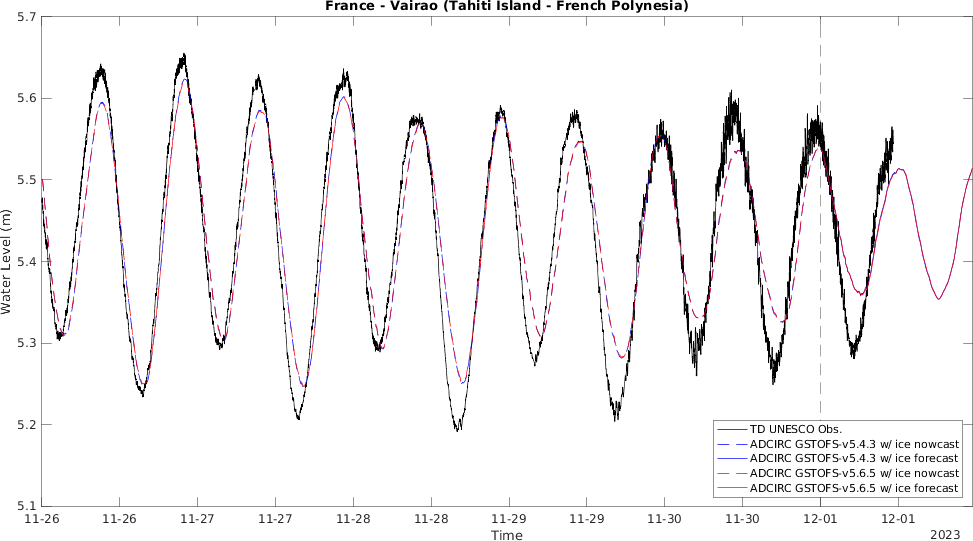 France - Vairao (Tahiti Island - French Polynesia)
5.7
5.6
5.5
5.4
5.3
5.2
5.1
Water Level (m)
TD UNESCO Obs.
ADCIRC GSTOFS-v5.4.3 w/ ice nowcast
ADCIRC GSTOFS-v5.4.3 w/ ice forecast
ADCIRC GSTOFS-v5.6.5 w/ ice nowcast
ADCIRC GSTOFS-v5.6.5 w/ ice forecast
11-26 11-26 11-27 11-27 11-28 11-28 11-29 11-29 11-30 11-30 12-01 12-01
Time
2023